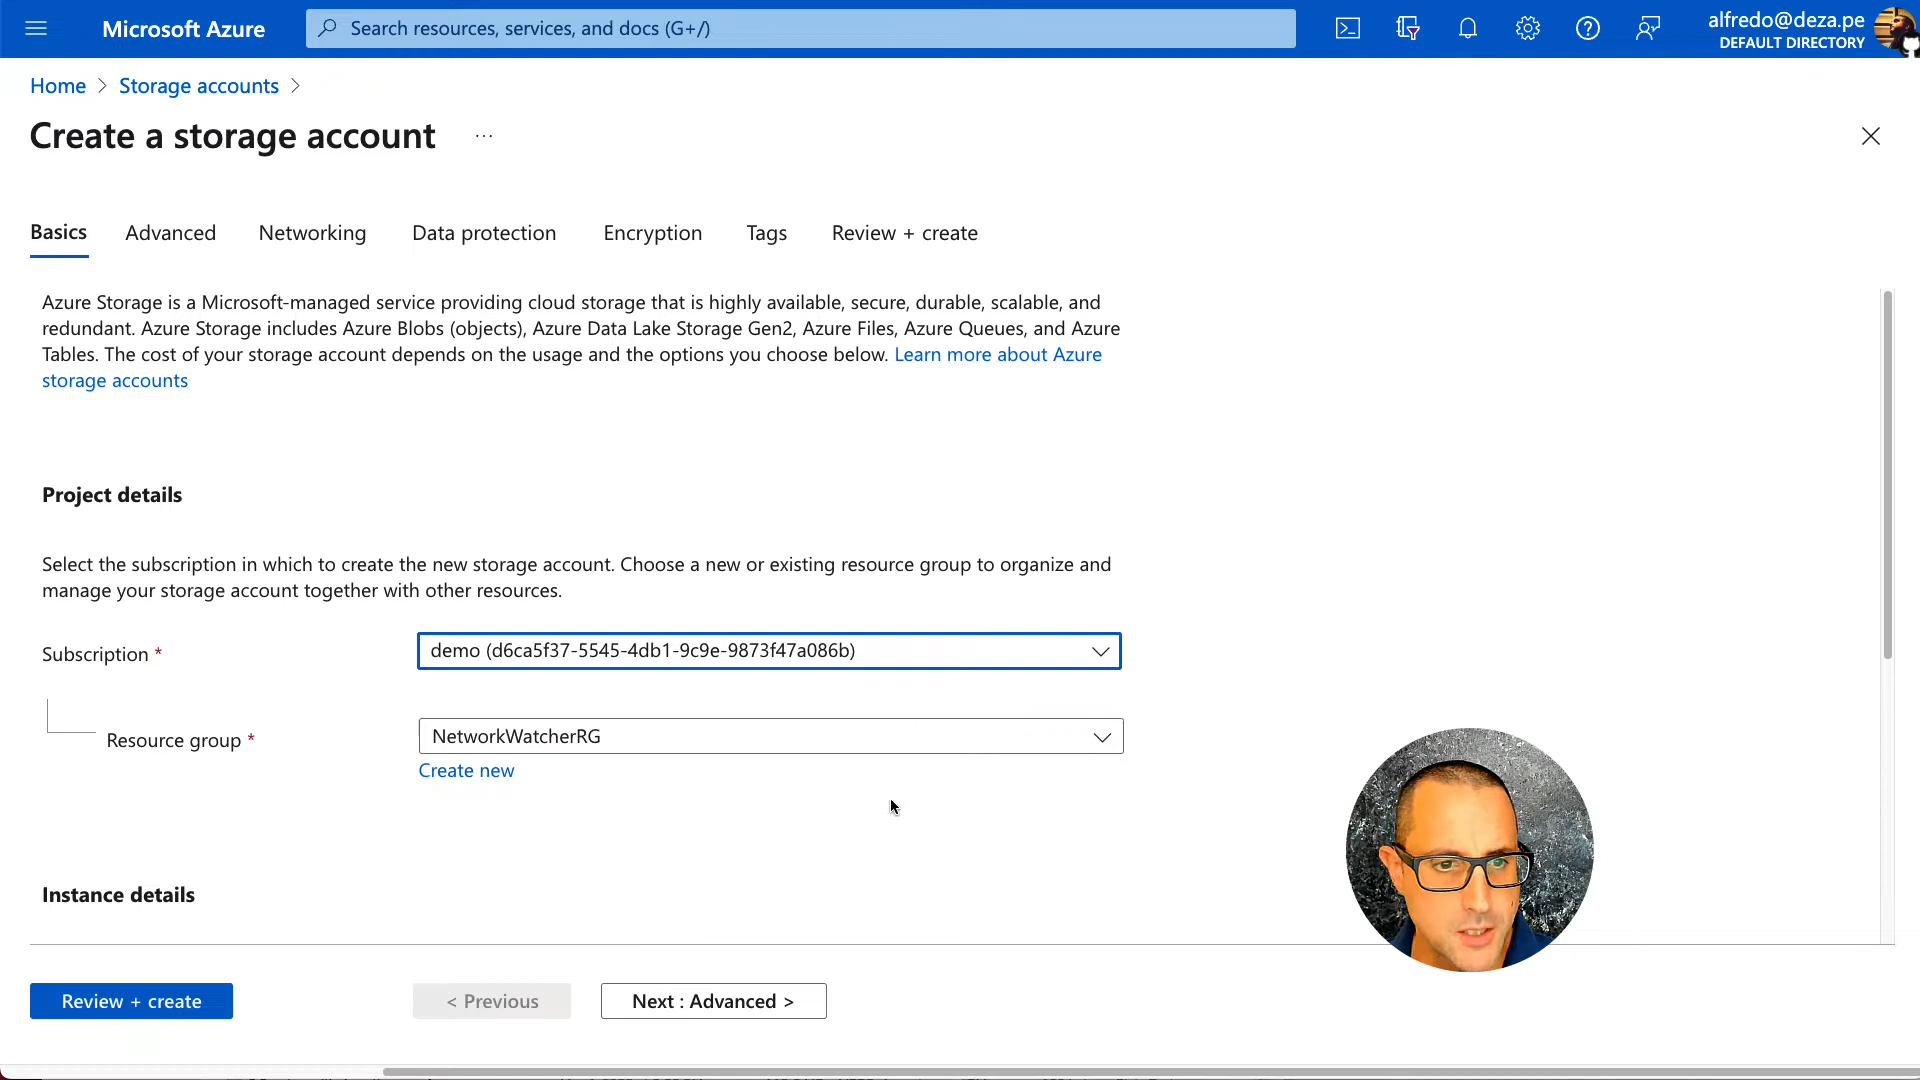 Microsoft Azure
Search resources, services, and docs (G+/)
alfredo@deza.pe
DEFAULT DIRECTORY
Home > Storage accounts >
Create a storage account ...
Basics Advanced Networking Data protection Encryption Tags Review + create
Azure Storage is a Microsoft-managed service providing cloud storage that is highly available, secure, durable, scalable, and
redundant. Azure Storage includes Azure Blobs (objects), Azure Data Lake Storage Gen2, Azure Files, Azure Queues, and Azure
Tables. The cost of your storage account depends on the usage and the options you choose below. Learn more about Azure
storage accounts
Project details
Select the subscription in which to create the new storage account. Choose a new or existing resource group to organize and
manage your storage account together with other resources.
Subscription * demo (d6ca5f37-5545-4db1-9c9e-9873f47a086b)
Resource group * NetworkWatcherRG
Create new
Instance details
Review + create < Previous Next : Advanced >